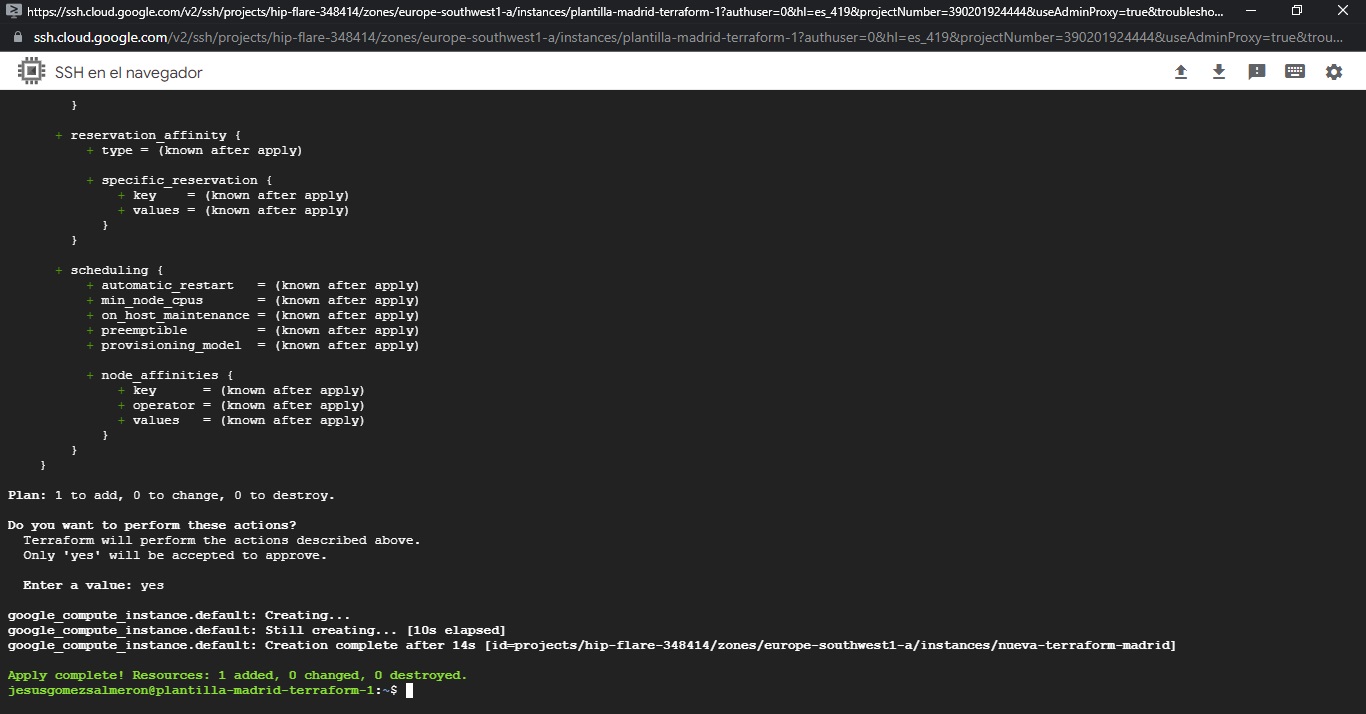 https://ssh.cloud.google.com/v2/ssh/projects/hip-flare-348414/zones/europe-southwest1-a/instances/plantilla-madrid-terraform-1?authuser=0&hl=es_419&projectNumber=390201924444&useAdminProxy=true&troublesho...
ssh.cloud.google.com/v2/ssh/projects/hip-flare-348414/zones/europe-southwest1-a/instances/plantilla-madrid-terraform-1?authuser=0&hl=es_419&projectNumber=390201924444&useAdminProxy=true&trou...
SSH en el navegador
}
+ reservation_affinity {
+ type = (known after apply)
+ specific_reservation {
+ key    = (known after apply)
+ values = (known after apply)
}
}
+ scheduling {
+ automatic_restart   = (known after apply)
+ min_node_cpus       = (known after apply)
+ on_host_maintenance = (known after apply)
+ preemptible         = (known after apply)
+ provisioning_model  = (known after apply)
+ node_affinities {
+ key      = (known after apply)
+ operator = (known after apply)
+ values   = (known after apply)
}
}
}
Plan: 1 to add, 0 to change, 0 to destroy.
Do you want to perform these actions?
Terraform will perform the actions described above.
Only 'yes' will be accepted to approve.
Enter a value: yes
google_compute_instance.default: Creating...
google_compute_instance.default: Still creating... [10s elapsed]
google_compute_instance.default: Creation complete after 14s [id=projects/hip-flare-348414/zones/europe-southwest1-a/instances/nueva-terraform-madrid]
Apply complete! Resources: 1 added, 0 changed, 0 destroyed.
jesusgomezsalmeron@plantilla-madrid-terraform-1:~$